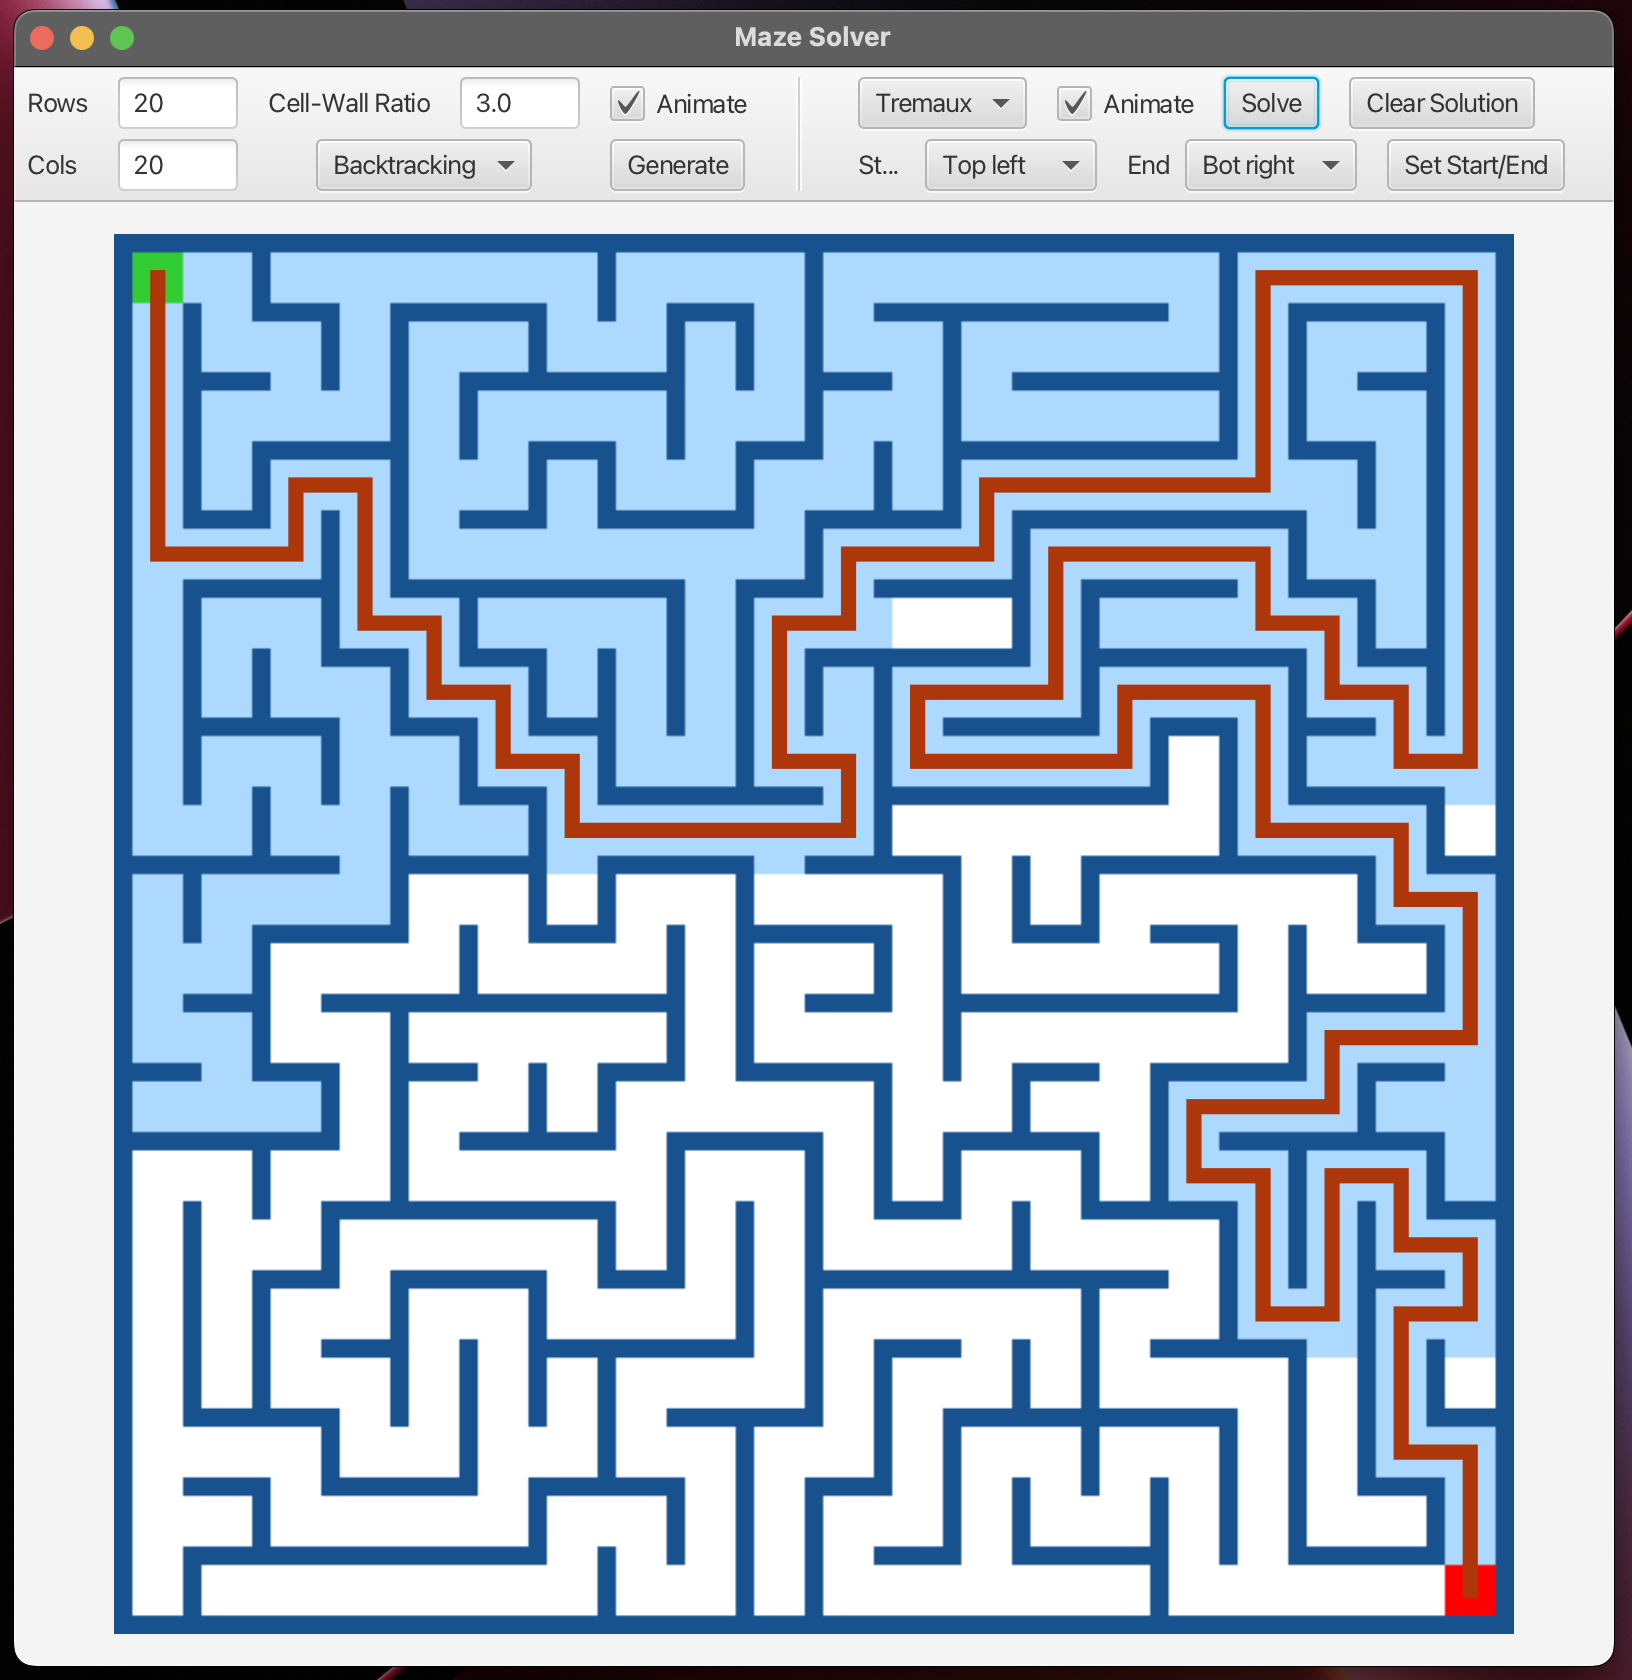 Maze Solver
Rows 20 Cell-Wall Ratio 3.0 Animate Tremaux Animate Solve Clear Solution
Cols 20 Backtracking Generate St... Top left End Bot right Set Start/End